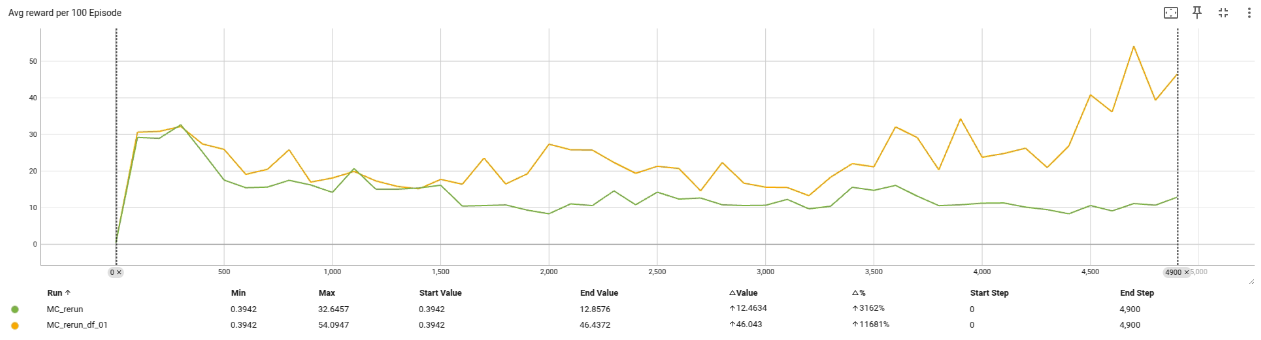 Avg reward per 100 Episode
50
40
30
20
10
0
0 × 500 1,000 1,500 2,000 2,500 3,000 3,500 4,000 4,500 4900 × 5,000
Run ↑ Min Max Start Value End Value △Value △% Start Step End Step
MC_rerun 0.3942 32.6457 0.3942 12.8576 ↑12.4634 ↑3162% 0 4,900
MC_rerun_df_01 0.3942 54.0947 0.3942 46.4372 ↑46.043 ↑11681% 0 4,900